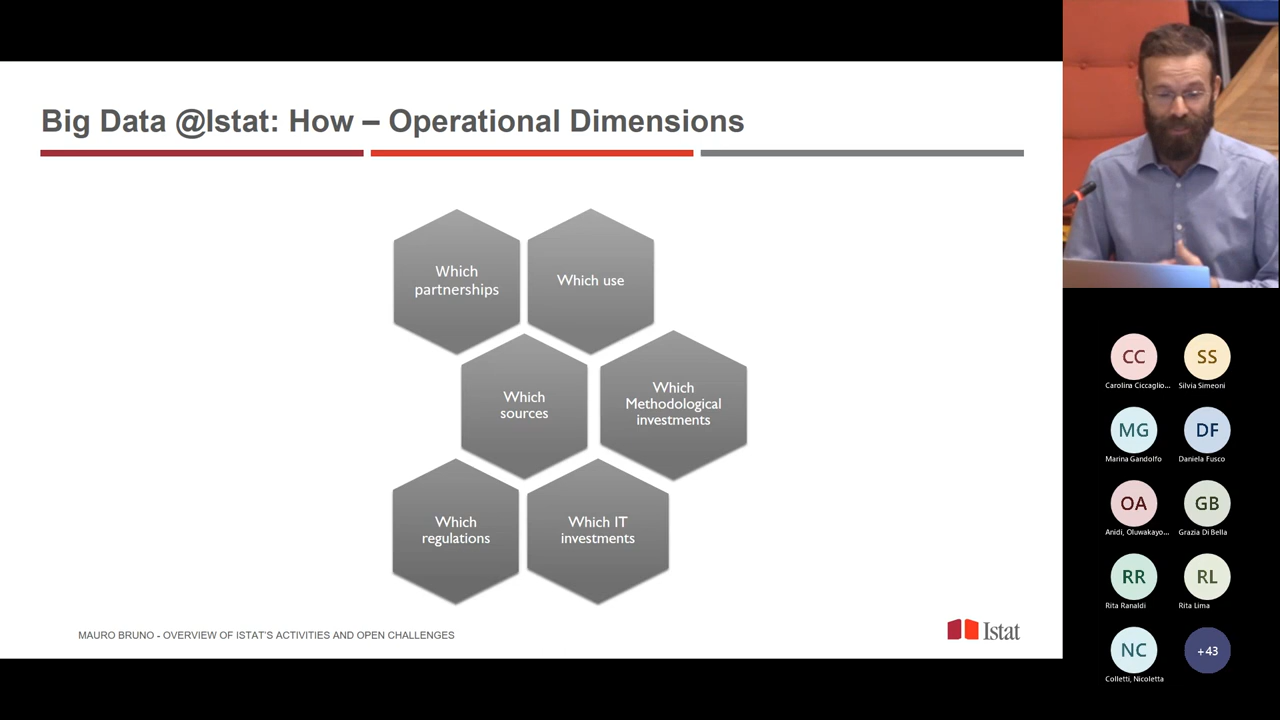 Big Data @Istat: How – Operational Dimensions
Which
partnerships
Which use
Which
sources
Which
Methodological
investments
Which
regulations
Which IT
investments
MAURO BRUNO - OVERVIEW OF ISTAT'S ACTIVITIES AND OPEN CHALLENGES
Istat
CC
Carolina Ciccaglio...
SS
Silvia Simeoni
MG
Marina Gandolfo
DF
Daniela Fusco
OA
Anidi, Oluwakayo...
GB
Grazia Di Bella
RR
Rita Ranaldi
RL
Rita Lima
NC
Colletti, Nicoletta
+43